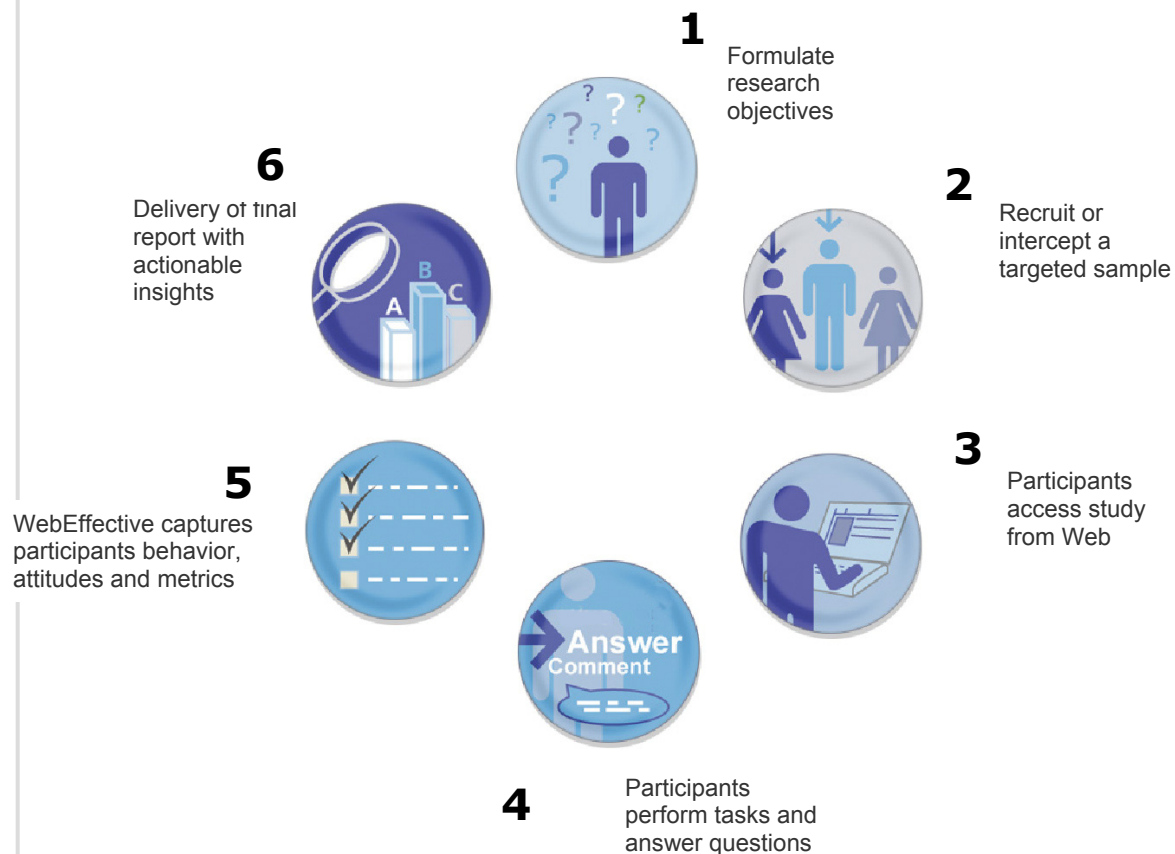 1
Formulate
research
objectives
2
Recruit or
intercept a
targeted sample
3
Participants
access study
from Web
4
Participants
perform tasks and
answer questions
5
WebEffective captures
participants behavior,
attitudes and metrics
6
Delivery of final
report with
actionable
insights
? ? ? ? ? ? ? ? ?
A B C
Answer
Comment